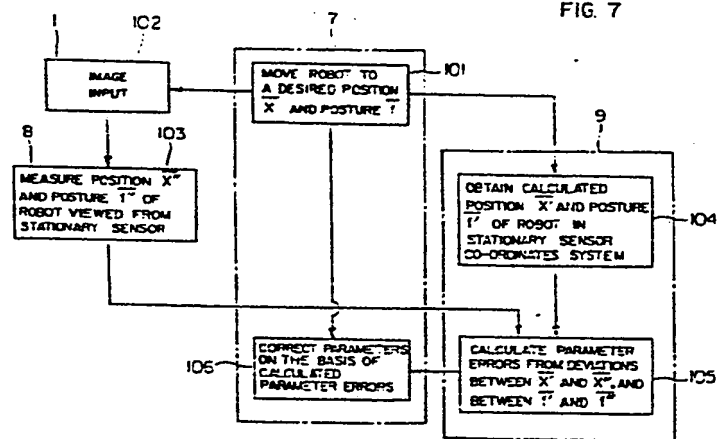 FIG. 7
1
102
7
IMAGE
INPUT
MOVE ROBOT TO
A DESIRED POSITION
X AND POSTURE T
101
8
103
9
MEASURE POSITION X"
AND POSTURE T" OF
ROBOT VIEWED FROM
STATIONARY SENSOR
OBTAIN CALCULATED
POSITION X' AND POSTURE
T' OF ROBOT IN
STATIONARY SENSOR
CO-ORDINATES SYSTEM
104
106
CORRECT PARAMETERS
ON THE BASIS OF
CALCULATED
PARAMETER ERRORS
CALCULATE PARAMETER
ERRORS FROM DEVIATIONS
BETWEEN X' AND X", AND
BETWEEN T' AND T"
105